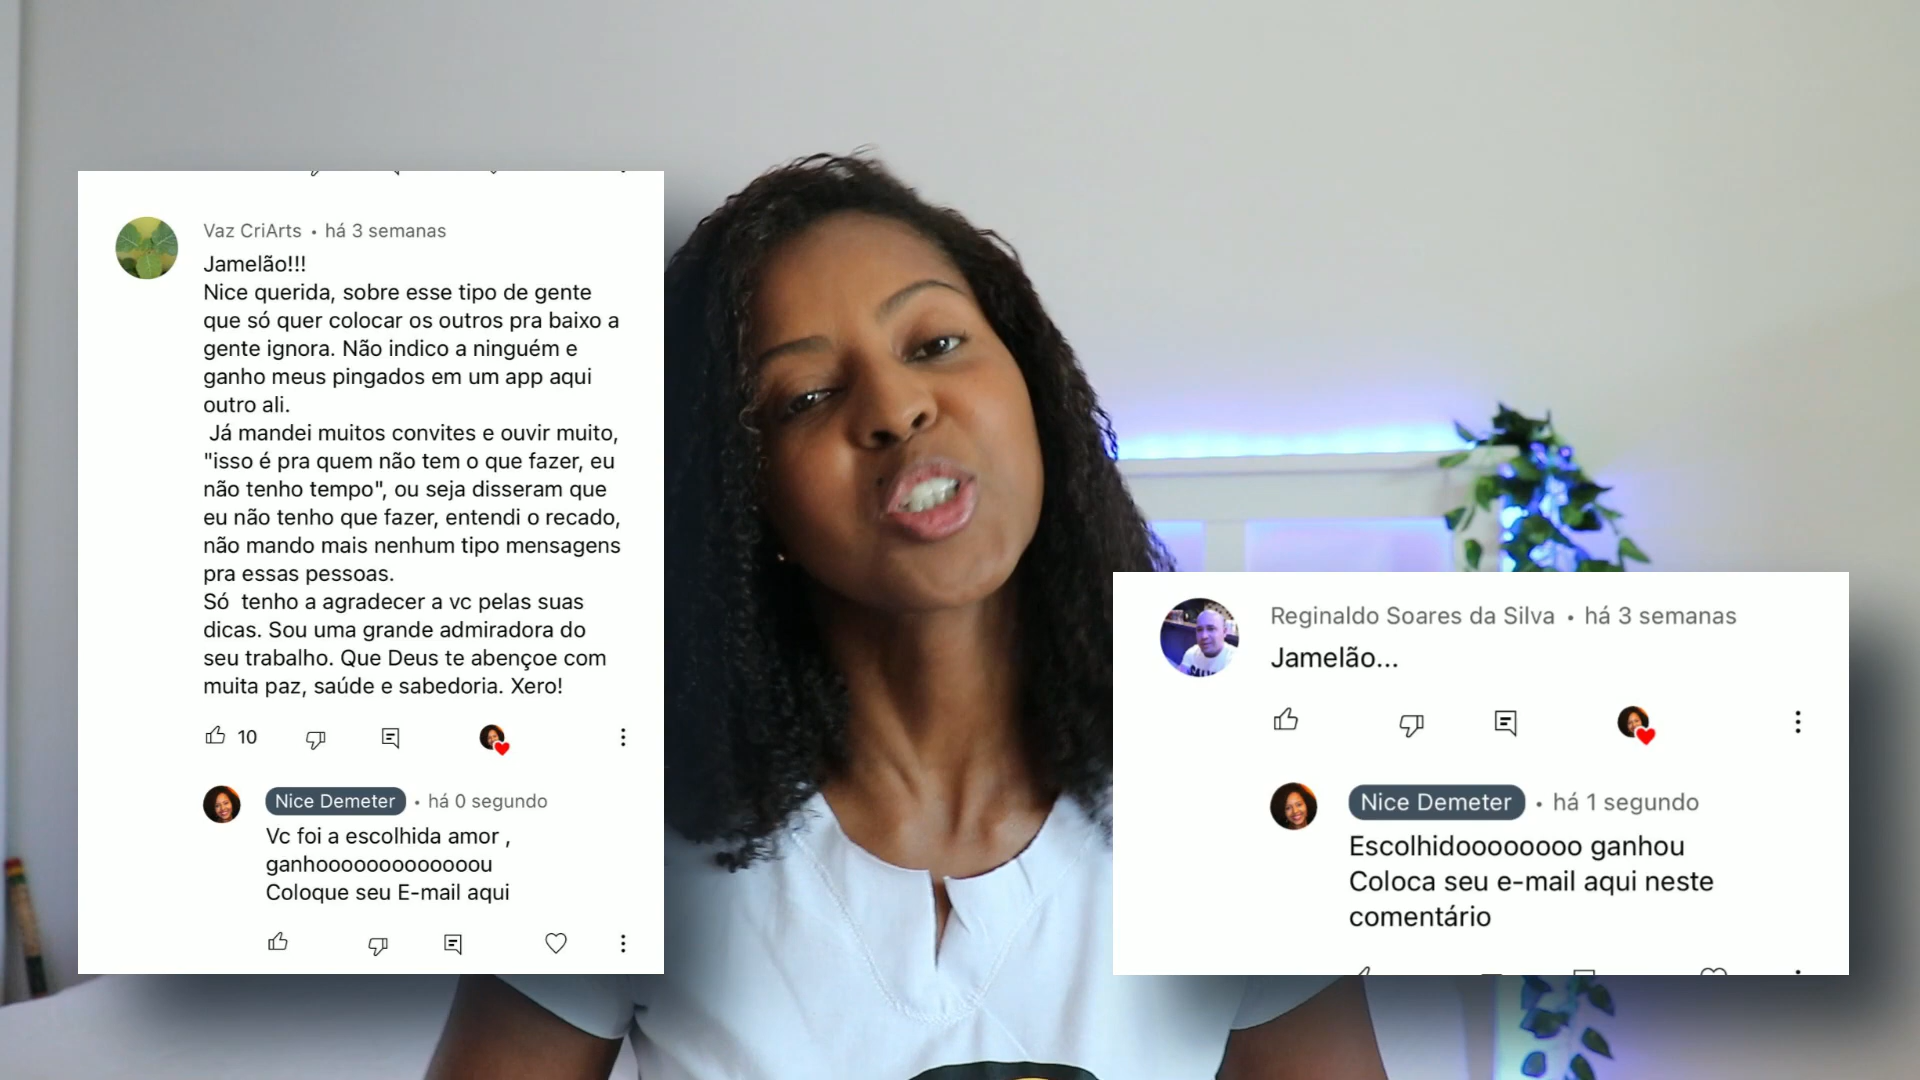 Vaz CriArts • há 3 semanas
Jamelão!!!
Nice querida, sobre esse tipo de gente
que só quer colocar os outros pra baixo a
gente ignora. Não indico a ninguém e
ganho meus pingados em um app aqui
outro ali.
Já mandei muitos convites e ouvir muito,
"isso é pra quem não tem o que fazer, eu
não tenho tempo", ou seja disseram que
eu não tenho que fazer, entendi o recado,
não mando mais nenhum tipo mensagens
pra essas pessoas.
Só  tenho a agradecer a vc pelas suas
dicas. Sou uma grande admiradora do
seu trabalho. Que Deus te abençoe com
muita paz, saúde e sabedoria. Xero!
10
Nice Demeter • há 0 segundo
Vc foi a escolhida amor ,
ganhooooooooooooou
Coloque seu E-mail aqui
Reginaldo Soares da Silva • há 3 semanas
Jamelão...
Nice Demeter • há 1 segundo
Escolhidoooooooo ganhou
Coloca seu e-mail aqui neste
comentário